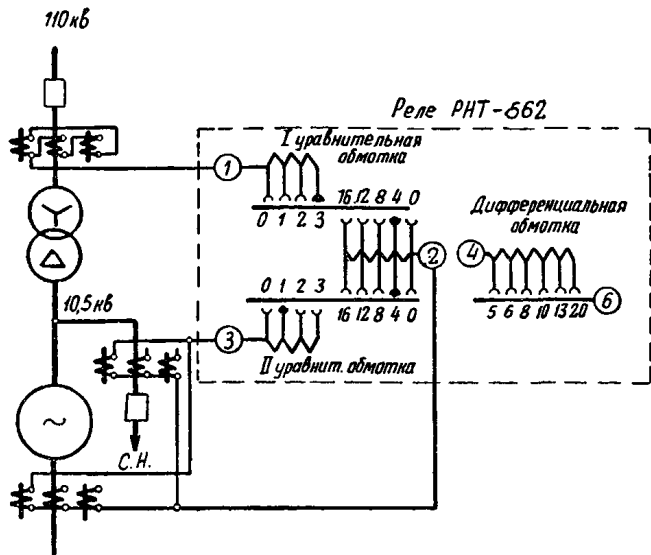 110кв
Реле РНТ-562
I уравнительная
обмотка
1
0 1 2 3
16 12 8 4 0
Дифференциальная
обмотка
2
4
10,5кв
0 1 2 3
16 12 8 4 0
5 6 8 10 13 20
6
3
II уравнит. обмотка
~
С.Н.